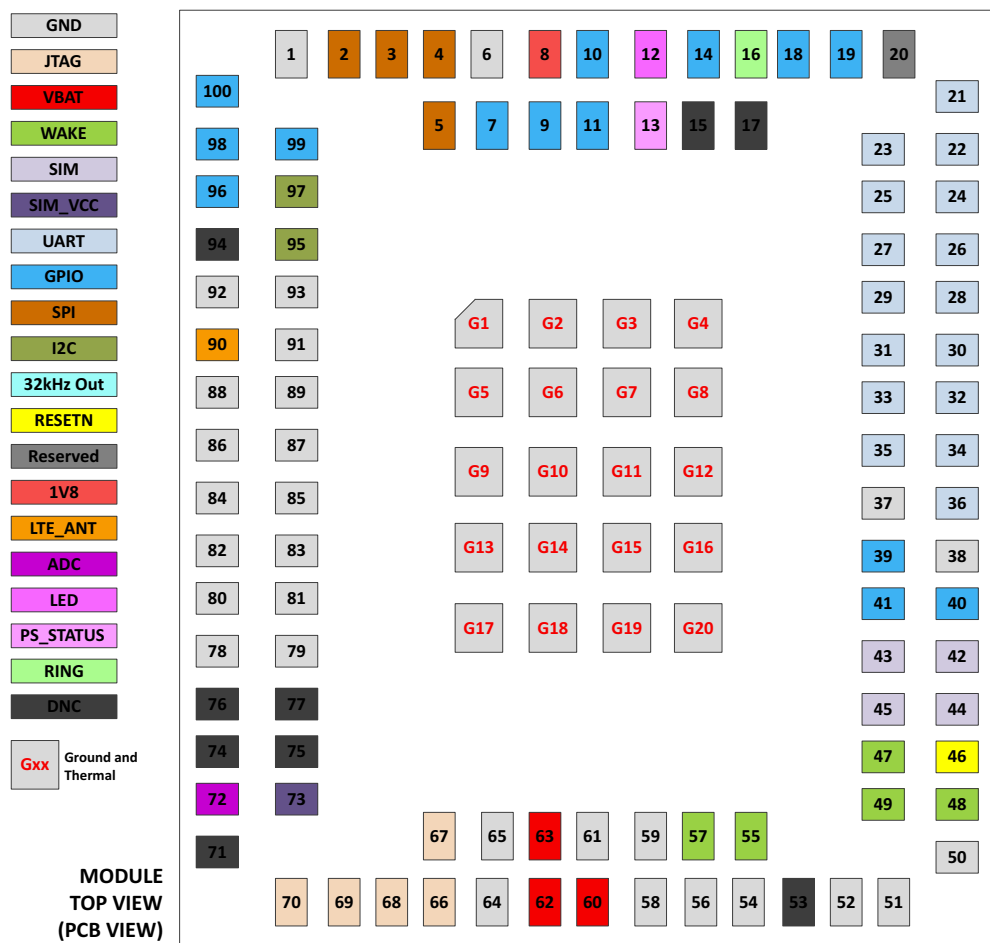 GND
JTAG
VBAT
WAKE
SIM
SIM_VCC
UART
GPIO
SPI
I2C
32kHz Out
RESETN
Reserved
1V8
LTE_ANT
ADC
LED
PS_STATUS
RING
DNC
Gxx Ground and
Thermal
MODULE
TOP VIEW
(PCB VIEW)
1 2 3 4 6 8 10 12 14 16 18 19 20
100 21
5 7 9 11 13 15 17
98 99 23 22
96 97 25 24
94 95 27 26
92 93 29 28
G1 G2 G3 G4
90 91 31 30
88 89 G5 G6 G7 G8 33 32
86 87 35 34
G9 G10 G11 G12
84 85 37 36
82 83 G13 G14 G15 G16 39 38
80 81 41 40
G17 G18 G19 G20
78 79 43 42
76 77 45 44
74 75 47 46
72 73 49 48
67 65 63 61 59 57 55
71 50
70 69 68 66 64 62 60 58 56 54 53 52 51